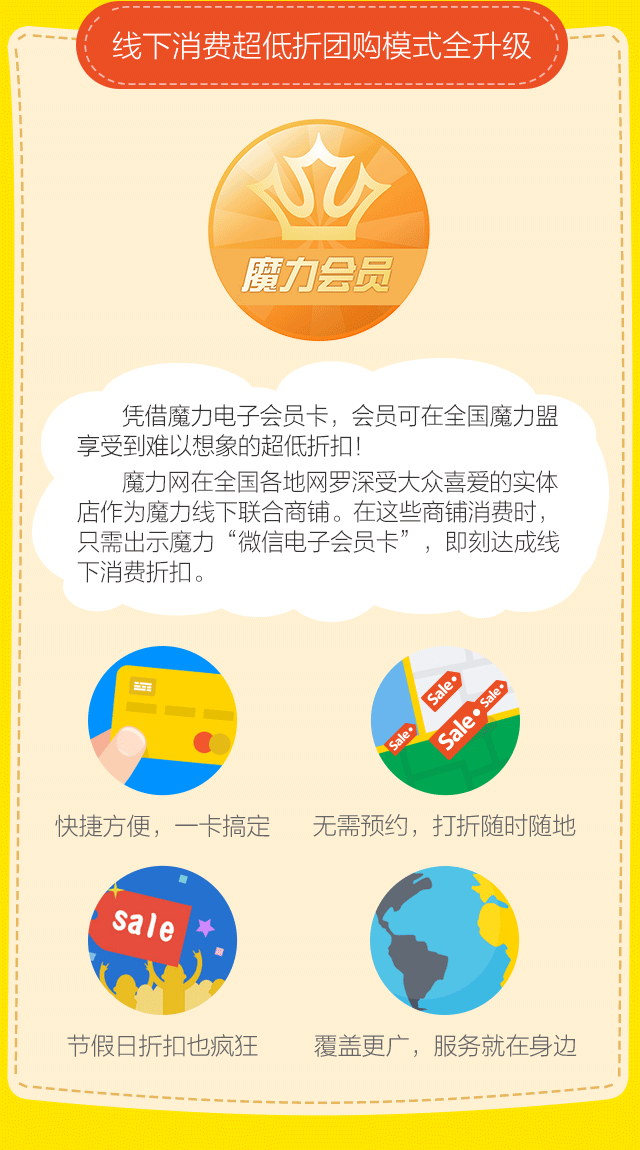 线下消费超低折团购模式全升级
魔力会员
凭借魔力电子会员卡，会员可在全国魔力盟
享受到难以想象的超低折扣！
魔力网在全国各地网罗深受大众喜爱的实体
店作为魔力线下联合商铺。在这些商铺消费时，
只需出示魔力“微信电子会员卡”，即刻达成线
下消费折扣。
Sale
Sale
Sale
Sale
快捷方便，一卡搞定
无需预约，打折随时随地
sale
节假日折扣也疯狂
覆盖更广，服务就在身边